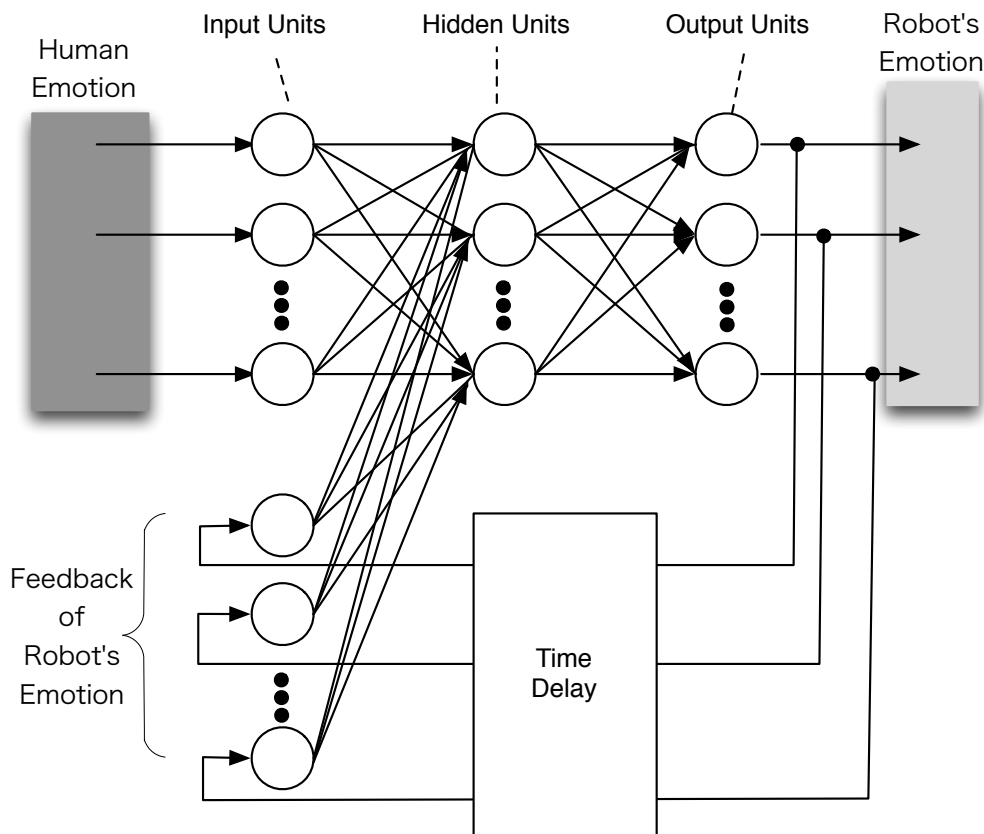 Input Units
Hidden Units
Output Units
Robot's
Emotion
Human
Emotion
Feedback
of
Robot's
Emotion
Time
Delay